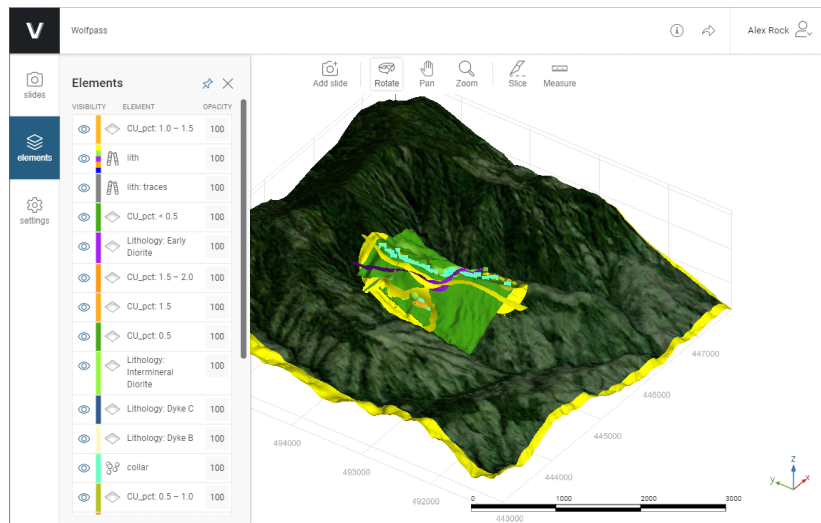 V
Wolfpass
Alex Rock
slides
elements
settings
Elements
VISIBILITY ELEMENT OPACITY
CU_pct: 1.0 – 1.5 100
lith 100
lith: traces 100
CU_pct: < 0.5 100
Lithology: Early
Diorite 100
CU_pct: 1.5 – 2.0 100
CU_pct: 1.5 100
CU_pct: 0.5 100
Lithology:
Intermineral 100
Diorite
Lithology: Dyke C 100
Lithology: Dyke B 100
collar 100
CU_pct: 0.5 – 1.0 100
Add slide Rotate Pan Zoom Slice Measure
447000
446000
445000
444000
443000
494000
493000
492000
0 1000 2000 3000
z
y x